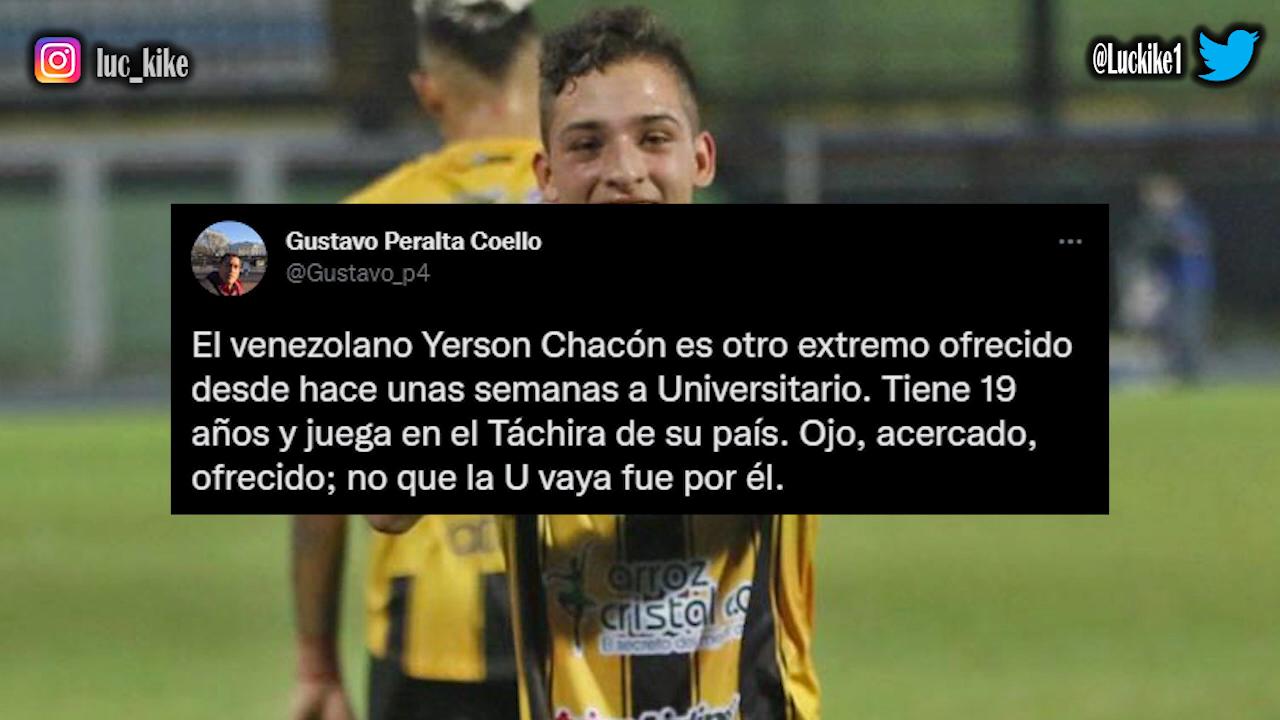 luc_kike
@Luckike1
Gustavo Peralta Coello
@Gustavo_p4
El venezolano Yerson Chacón es otro extremo ofrecido
desde hace unas semanas a Universitario. Tiene 19
años y juega en el Táchira de su país. Ojo, acercado,
ofrecido; no que la U vaya fue por él.
arroz
cristal
El secreto